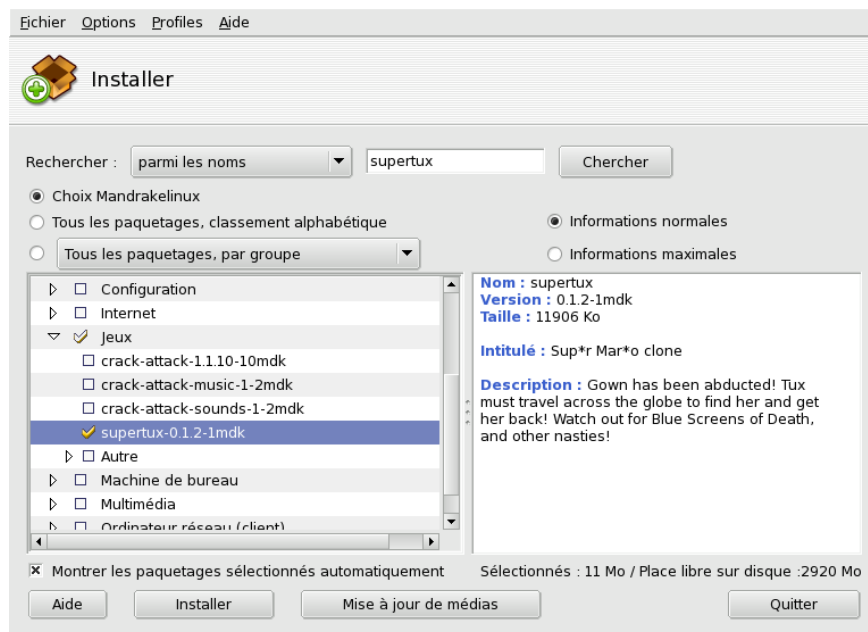 Fichier Options Profiles Aide
Installer
Rechercher : parmi les noms supertux Chercher
Choix Mandrakelinux
Tous les paquetages, classement alphabétique
Informations normales
Tous les paquetages, par groupe
Informations maximales
Configuration
Internet
Jeux
crack-attack-1.1.10-10mdk
crack-attack-music-1-2mdk
crack-attack-sounds-1-2mdk
supertux-0.1.2-1mdk
Autre
Machine de bureau
Multimédia
Ordinateur réseau (client)
Nom : supertux
Version : 0.1.2-1mdk
Taille : 11906 Ko
Intitulé : Sup*r Mar*o clone
Description : Gown has been abducted! Tux
must travel across the globe to find her and get
her back! Watch out for Blue Screens of Death,
and other nasties!
Montrer les paquetages sélectionnés automatiquement
Sélectionnés : 11 Mo / Place libre sur disque :2920 Mo
Aide Installer Mise à jour de médias Quitter